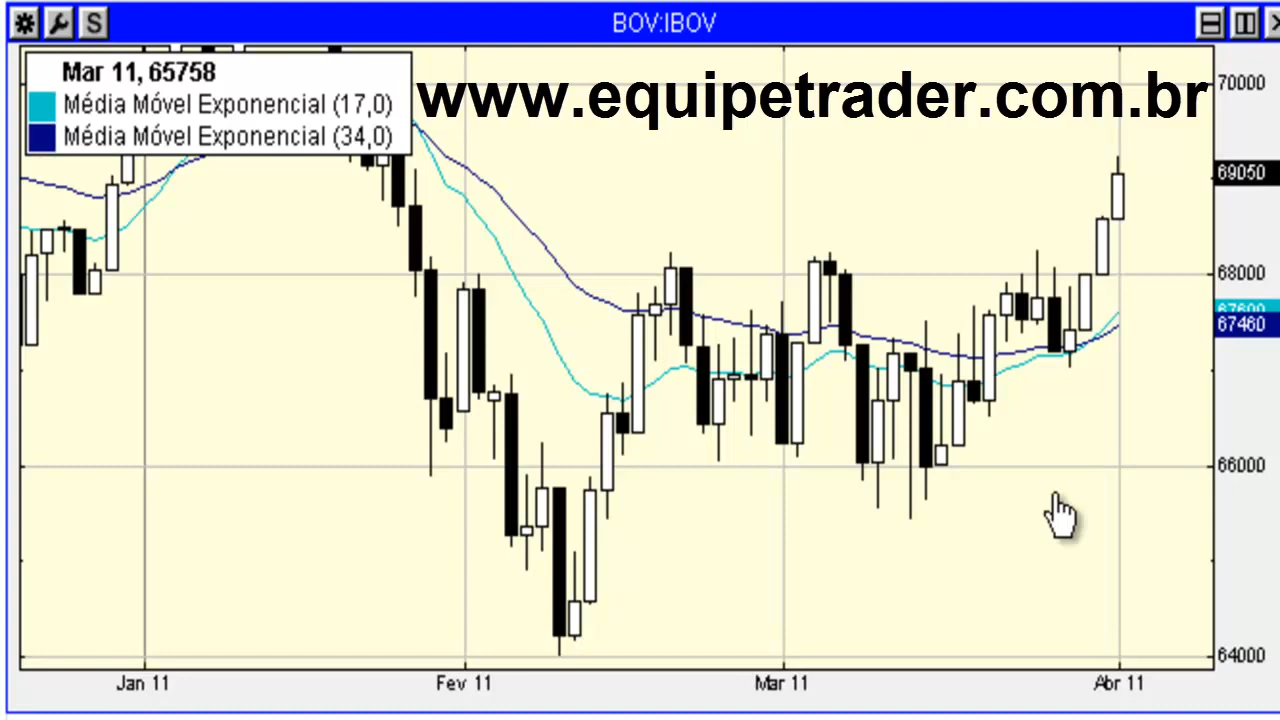 S
BOV:IBOV
Mar 11, 65758
Média Móvel Exponencial (17,0)
Média Móvel Exponencial (34,0)
www.equipetrader.com.br
70000
69050
68000
67460
66000
64000
Jan 11
Fev 11
Mar 11
Abr 11